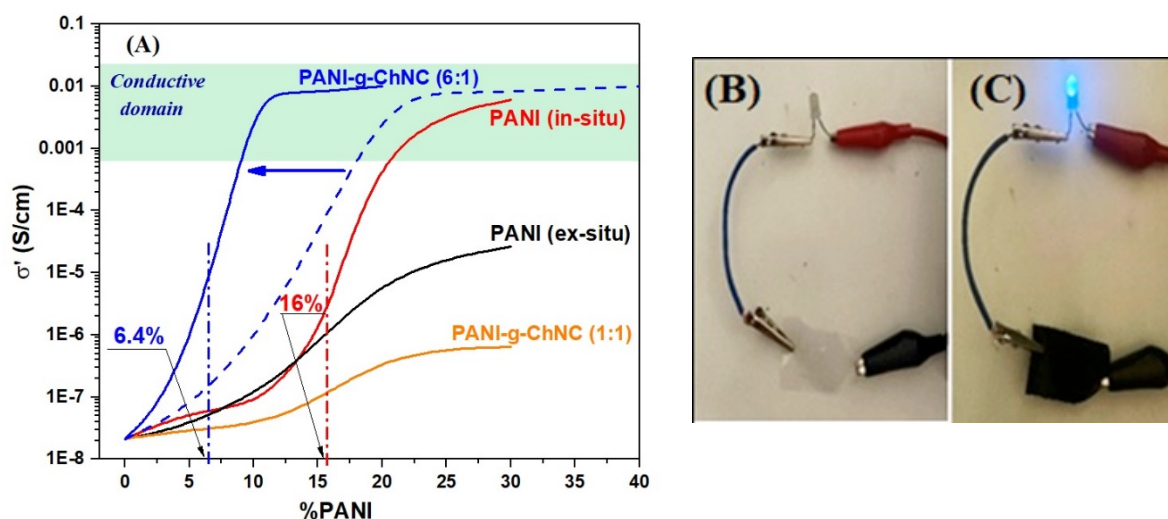 (A)
0.1
0.01
0.001
1E-4
1E-5
1E-6
1E-7
1E-8
σ' (S/cm)
Conductive
domain
PANI-g-ChNC (6:1)
PANI (in-situ)
PANI (ex-situ)
PANI-g-ChNC (1:1)
6.4%
16%
0 5 10 15 20 25 30 35 40
%PANI
(B)
(C)